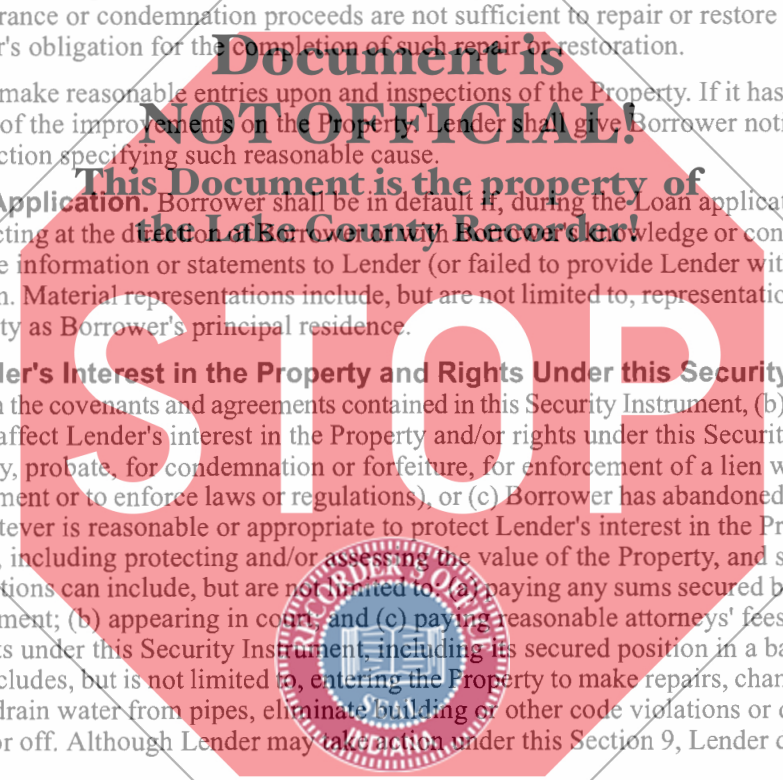 rance or condemnation proceeds are not sufficient to repair or restore
r's obligation for the completion of such repair or restoration.
Document is
make reasonable entries upon and inspections of the Property. If it has
NOT OFFICIAL!
of the improvements on the Property, Lender shall give Borrower not
ction specifying such reasonable cause.
This Document is the property of
Application. Borrower shall be in default if, during the Loan applica
the Lake County Recorder!
cting at the direction of Borrower or with Borrower's knowledge or con
e information or statements to Lender (or failed to provide Lender wit
n. Material representations include, but are not limited to, representatio
ty as Borrower's principal residence.
STOP
der's Interest in the Property and Rights Under this Security
n the covenants and agreements contained in this Security Instrument, (b)
affect Lender's interest in the Property and/or rights under this Securit
y, probate, for condemnation or forfeiture, for enforcement of a lien w
ment or to enforce laws or regulations), or (c) Borrower has abandoned
tever is reasonable or appropriate to protect Lender's interest in the Pr
, including protecting and/or assessing the value of the Property, and s
tions can include, but are not limited to: (a) paying any sums secured b
ment; (b) appearing in court; and (c) paying reasonable attorneys' fees
ts under this Security Instrument, including its secured position in a ba
cludes, but is not limited to, entering the Property to make repairs, chan
drain water from pipes, eliminate building or other code violations or
or off. Although Lender may take action under this Section 9, Lender d
RECORDER'S OFFICE
SEAL
INDIANA